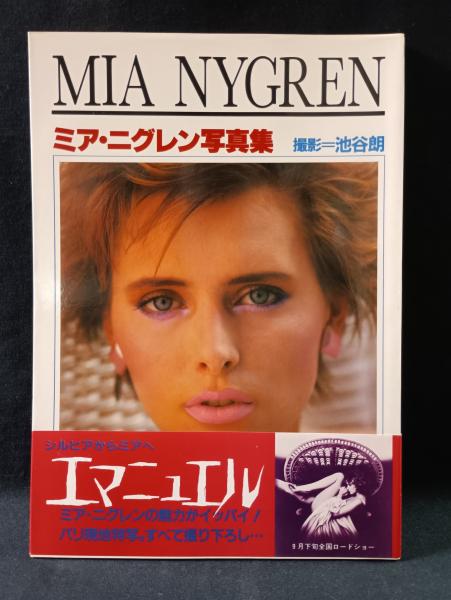 MIA NYGREN
ミア・ニグレン写真集 撮影=池谷朗
シルビアからミアへ
エマニュエル
ミア・ニグレンの魅力がイッパイ!
パリ現地特写。すべて撮り下ろし…
9月下旬全国ロードショー